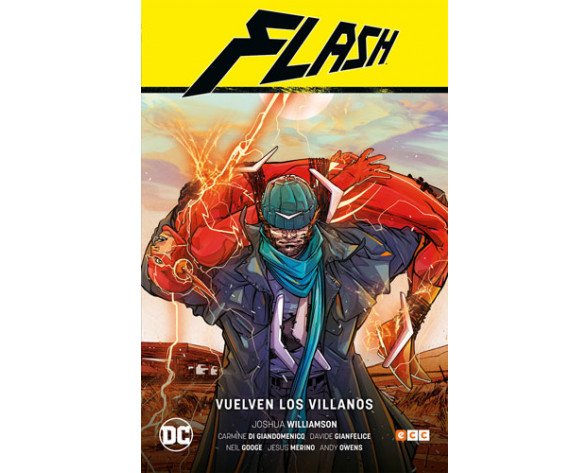 FLASH
VUELVEN LOS VILLANOS
JOSHUA WILLIAMSON
CARMINE DI GIANDOMENICO DAVIDE GIANFELICE
NEIL GOOGE JESUS MERINO ANDY OWENS
DC
ecc